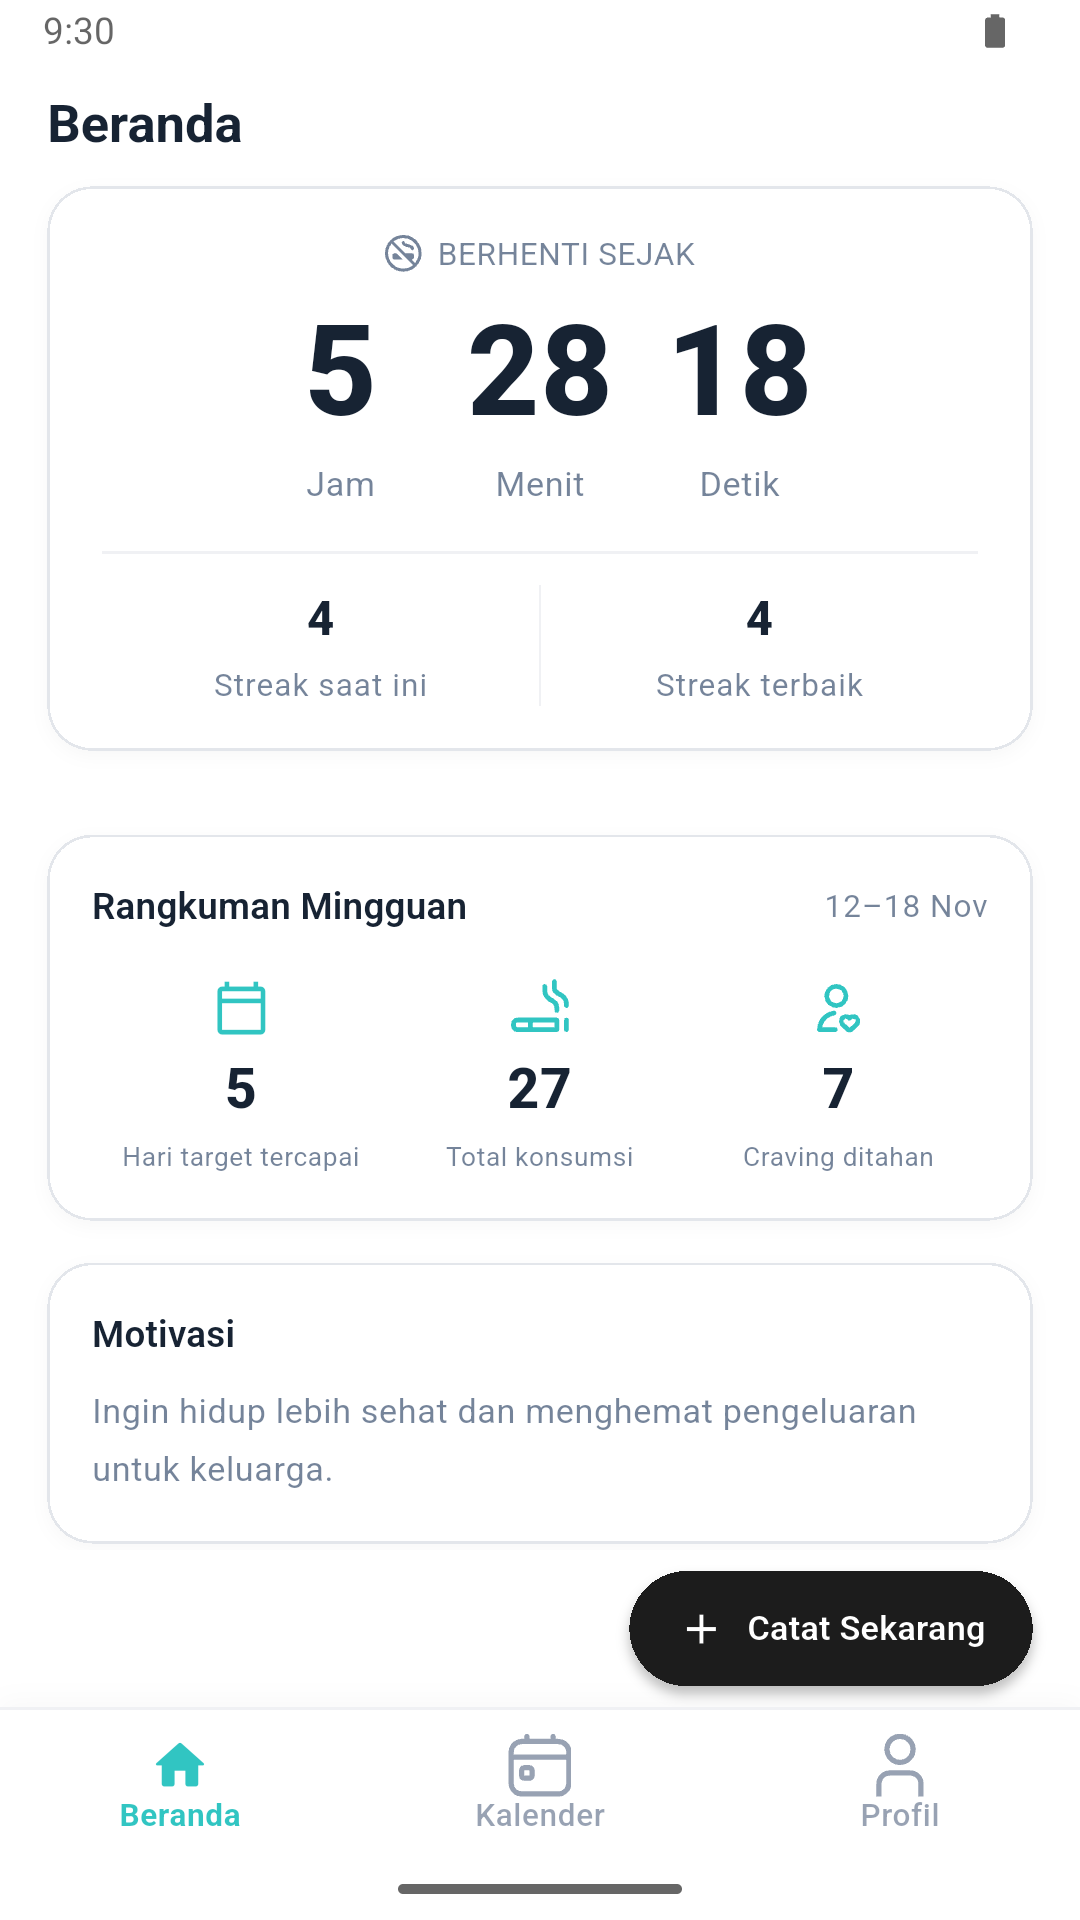 9:30
Beranda
BERHENTI SEJAK
5 28 18
Jam Menit Detik
4 4
Streak saat ini Streak terbaik
Rangkuman Mingguan 12–18 Nov
5 27 7
Hari target tercapai Total konsumsi Craving ditahan
Motivasi
Ingin hidup lebih sehat dan menghemat pengeluaran
untuk keluarga.
+ Catat Sekarang
Beranda Kalender Profil